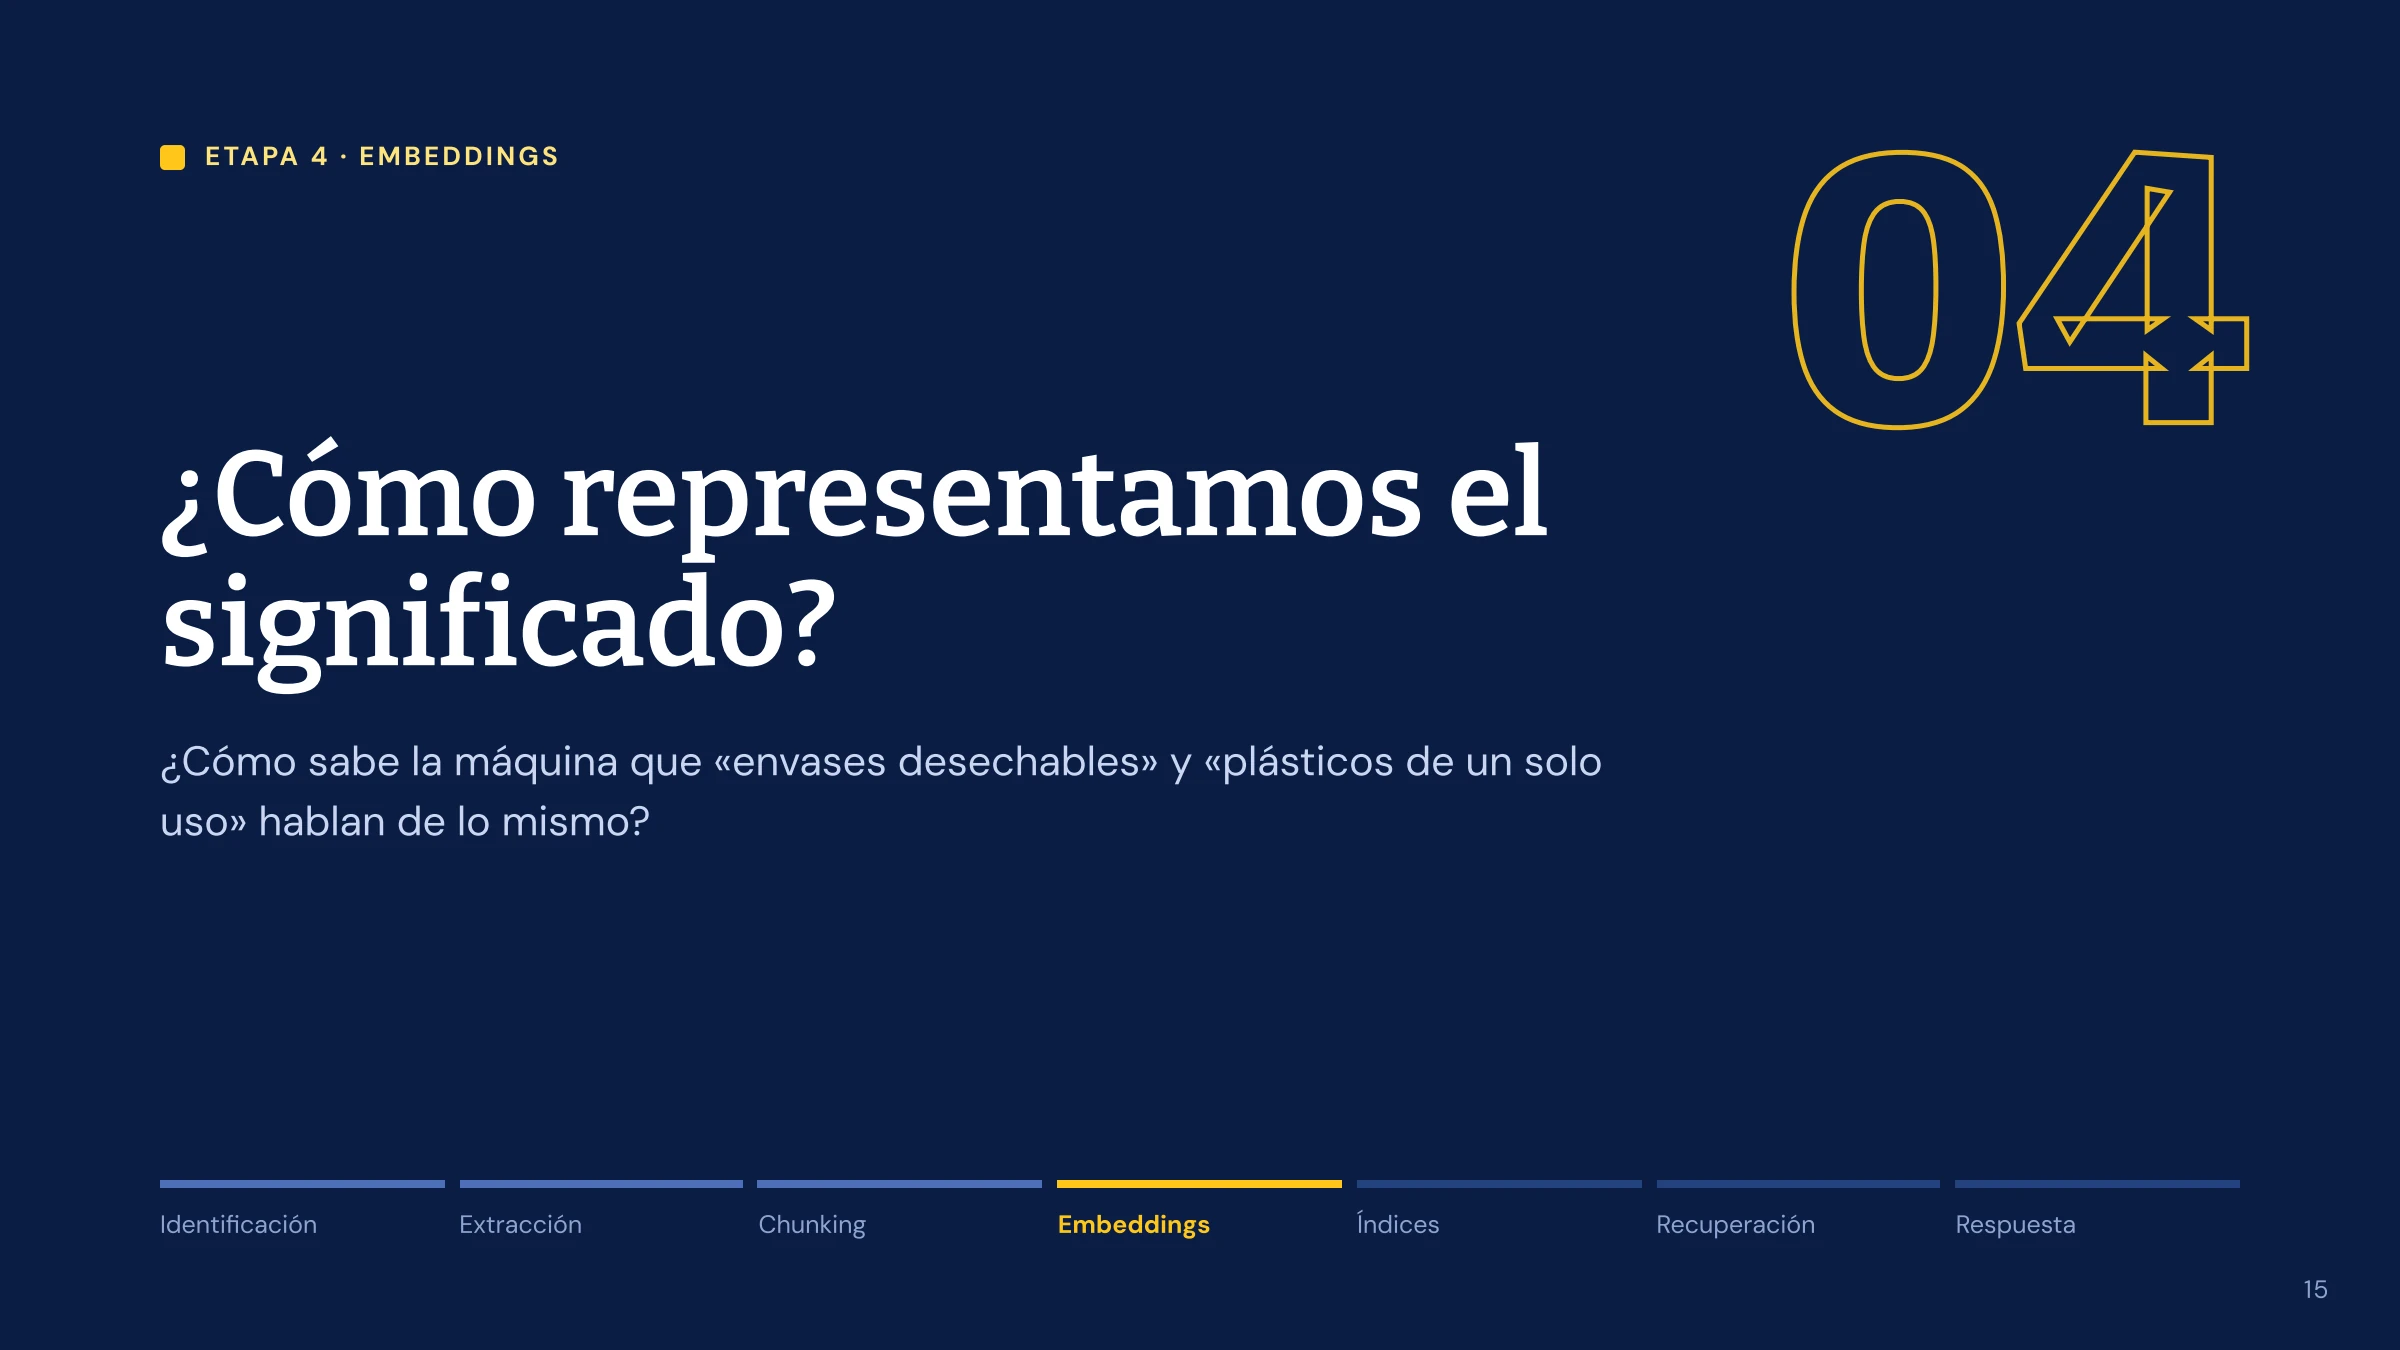 ETAPA 4 · EMBEDDINGS
04
¿Cómo representamos el
significado?
¿Cómo sabe la máquina que «envases desechables» y «plásticos de un solo
uso» hablan de lo mismo?
Identificación
Extracción
Chunking
Embeddings
Índices
Recuperación
Respuesta
15